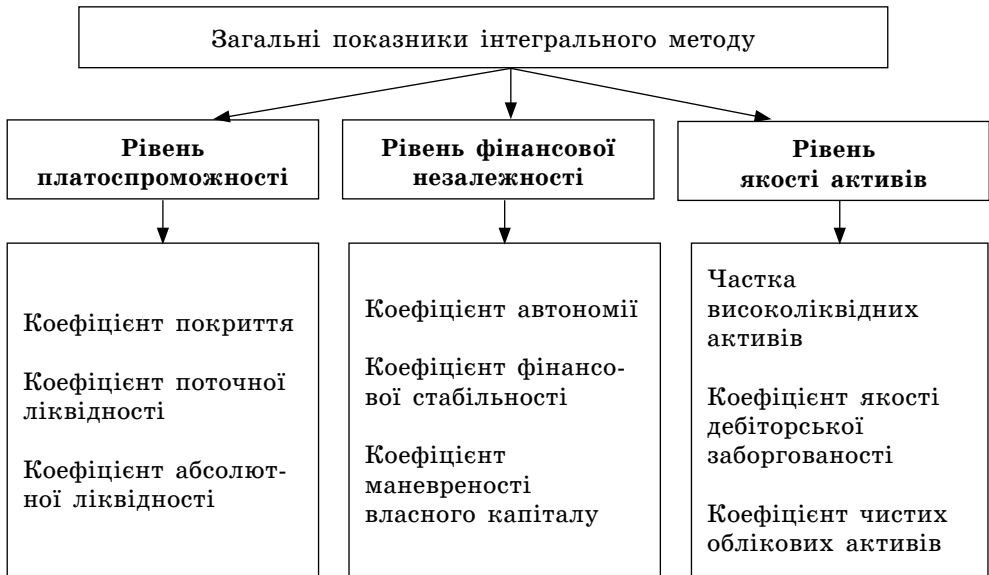 Загальні показники інтегрального методу
Рівень
платоспроможності
Рівень фінансової
незалежності
Рівень
якості активів
Коефіцієнт покриття
Коефіцієнт поточної
ліквідності
Коефіцієнт абсолют-
ної ліквідності
Коефіцієнт автономії
Коефіцієнт фінансо-
вої стабільності
Коефіцієнт
маневреності
власного капіталу
Частка
високоліквідних
активів
Коефіцієнт якості
дебіторської
заборгованості
Коефіцієнт чистих
облікових активів